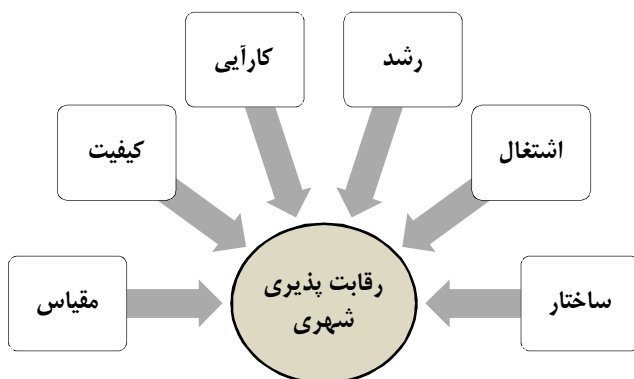 رشد
کارآیی
اشتغال
کیفیت
ساختار
رقابت پذیری
شهری
مقیاس